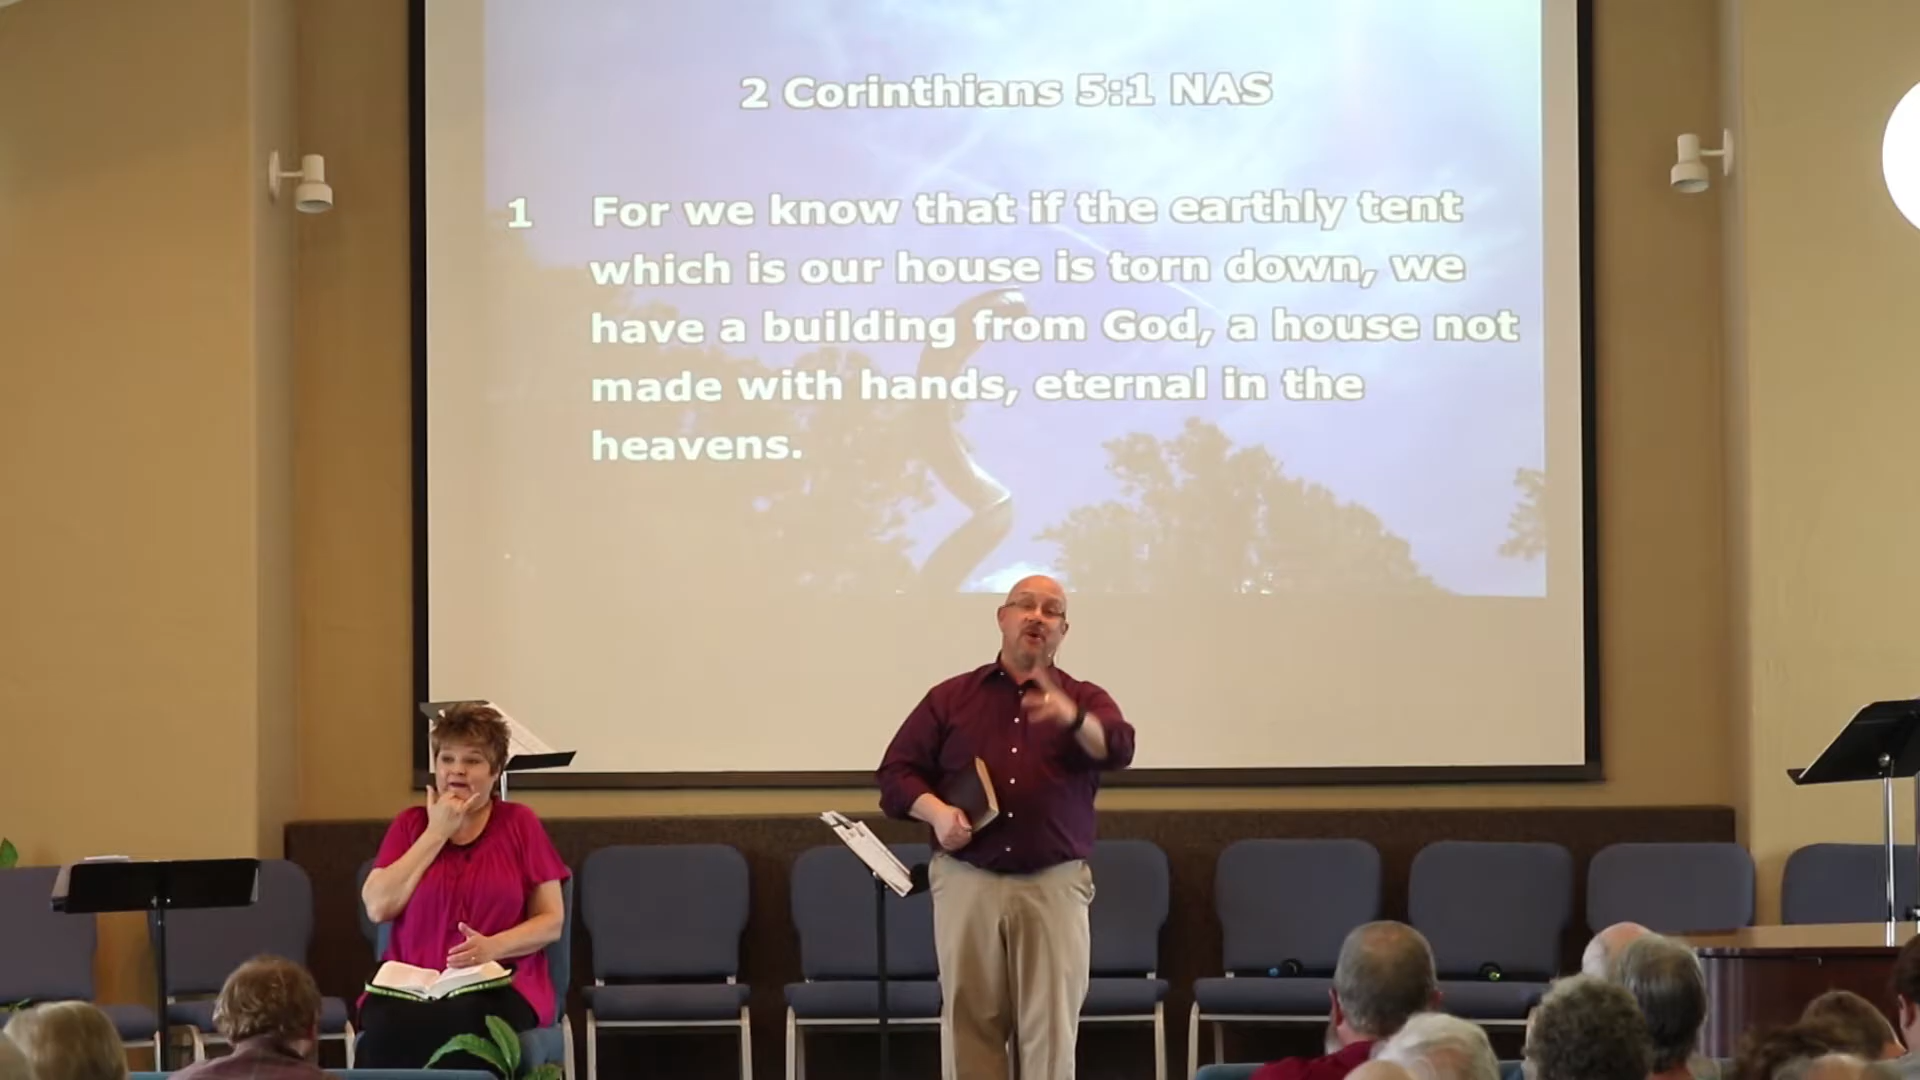 2 Corinthians 5:1 NAS
1 For we know that if the earthly tent
which is our house is torn down, we
have a building from God, a house not
made with hands, eternal in the
heavens.